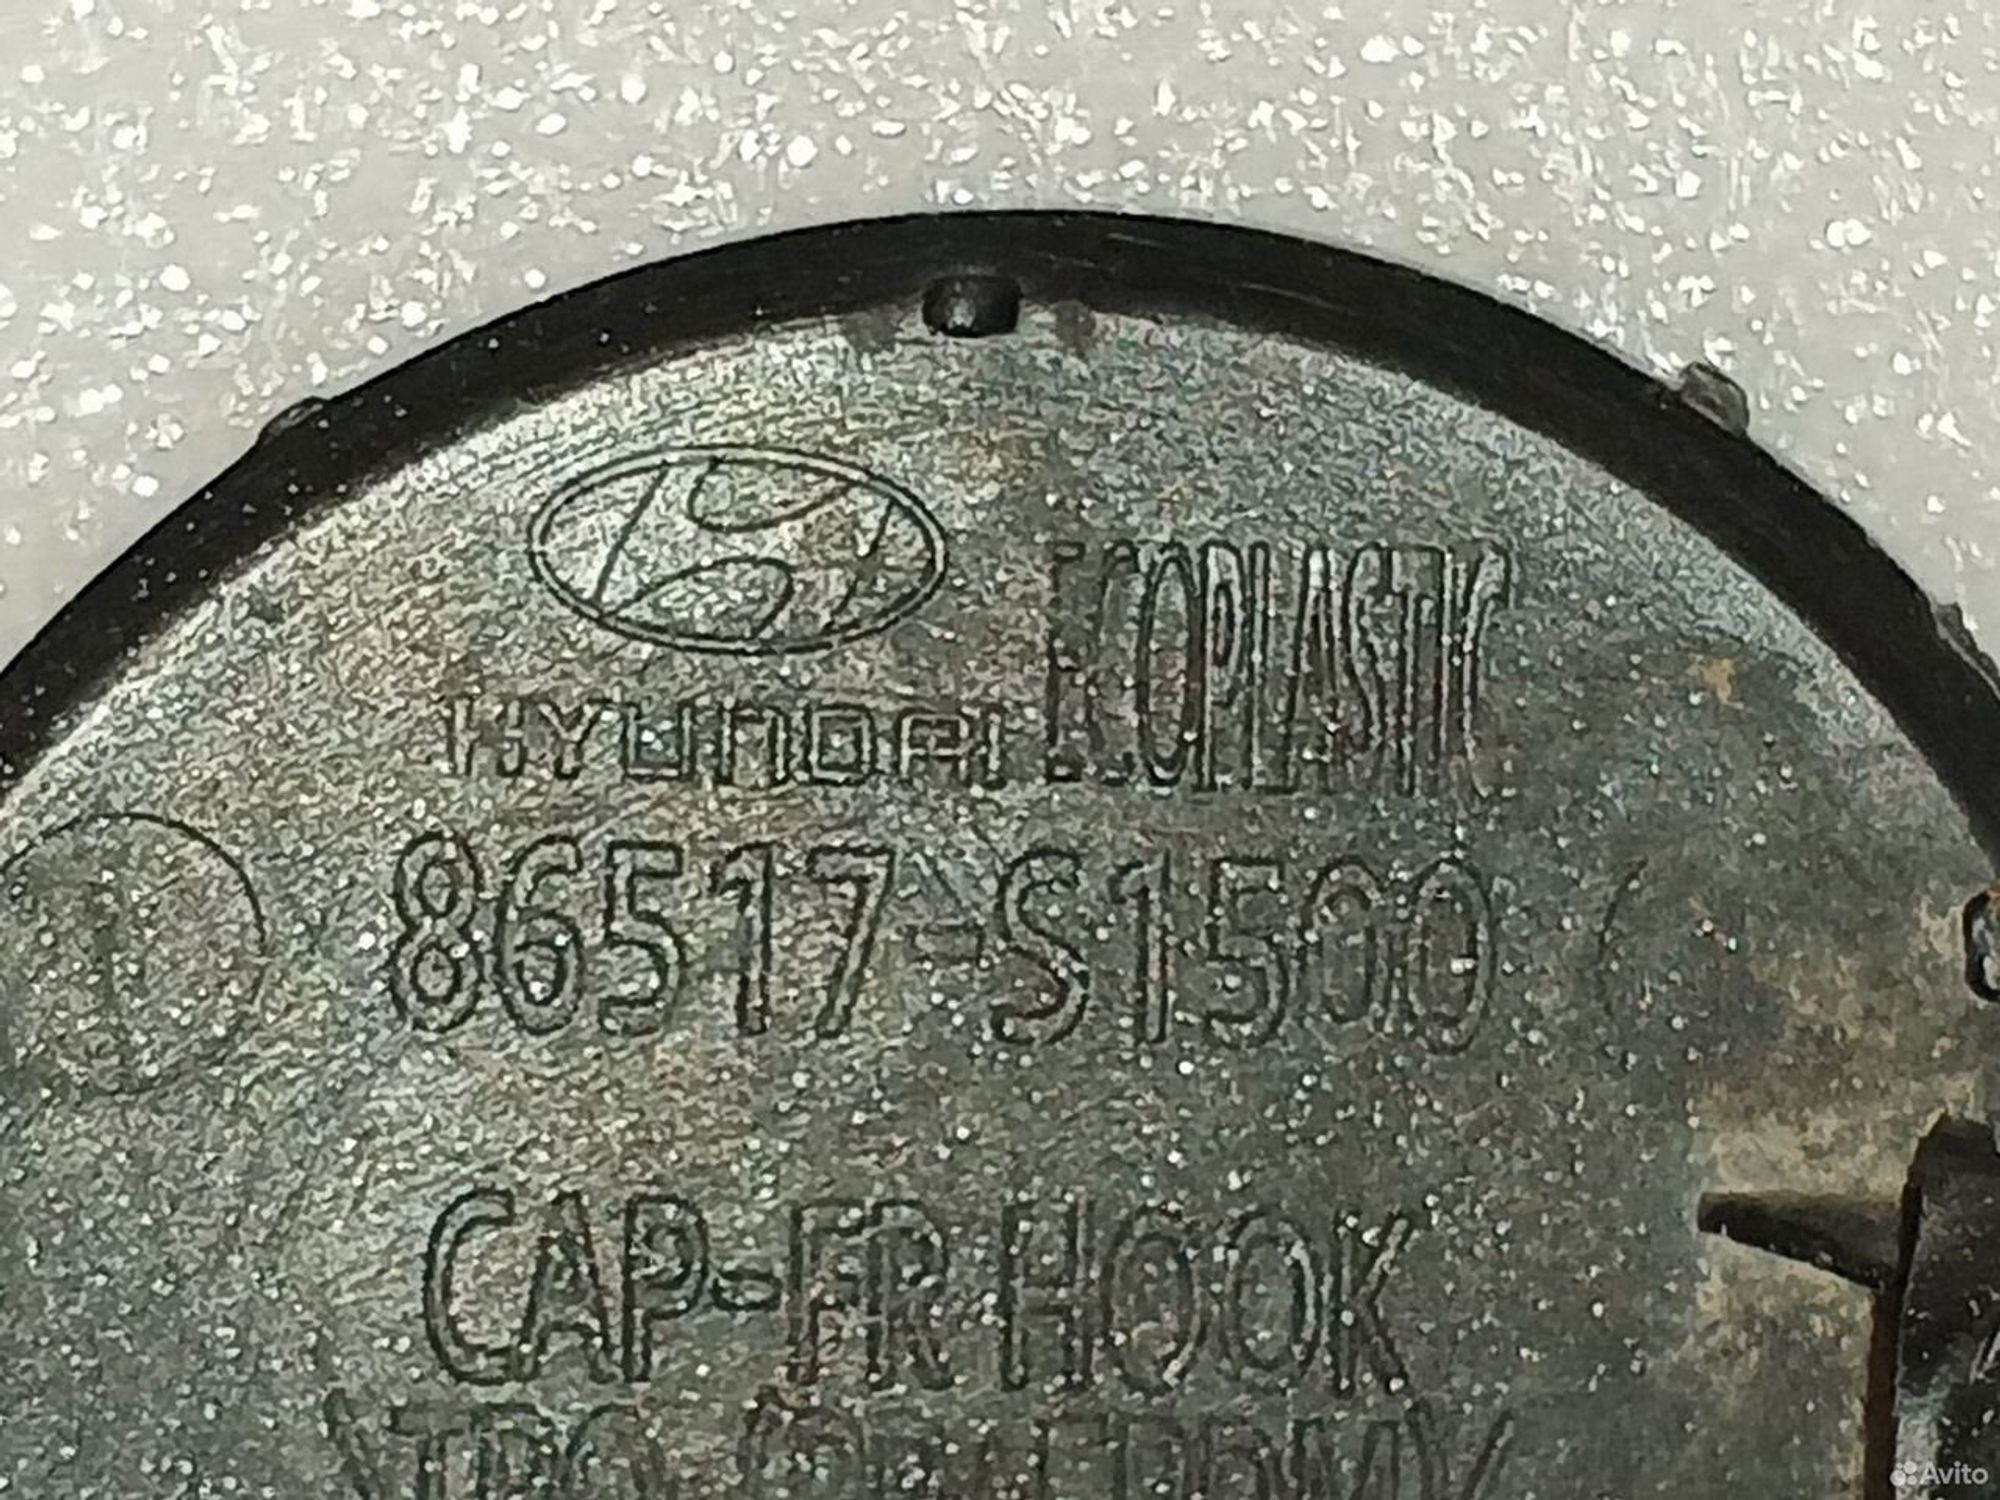 HYUNDAI ECOPLASTIC
86517-S1500
CAP-FR HOOK
Avito